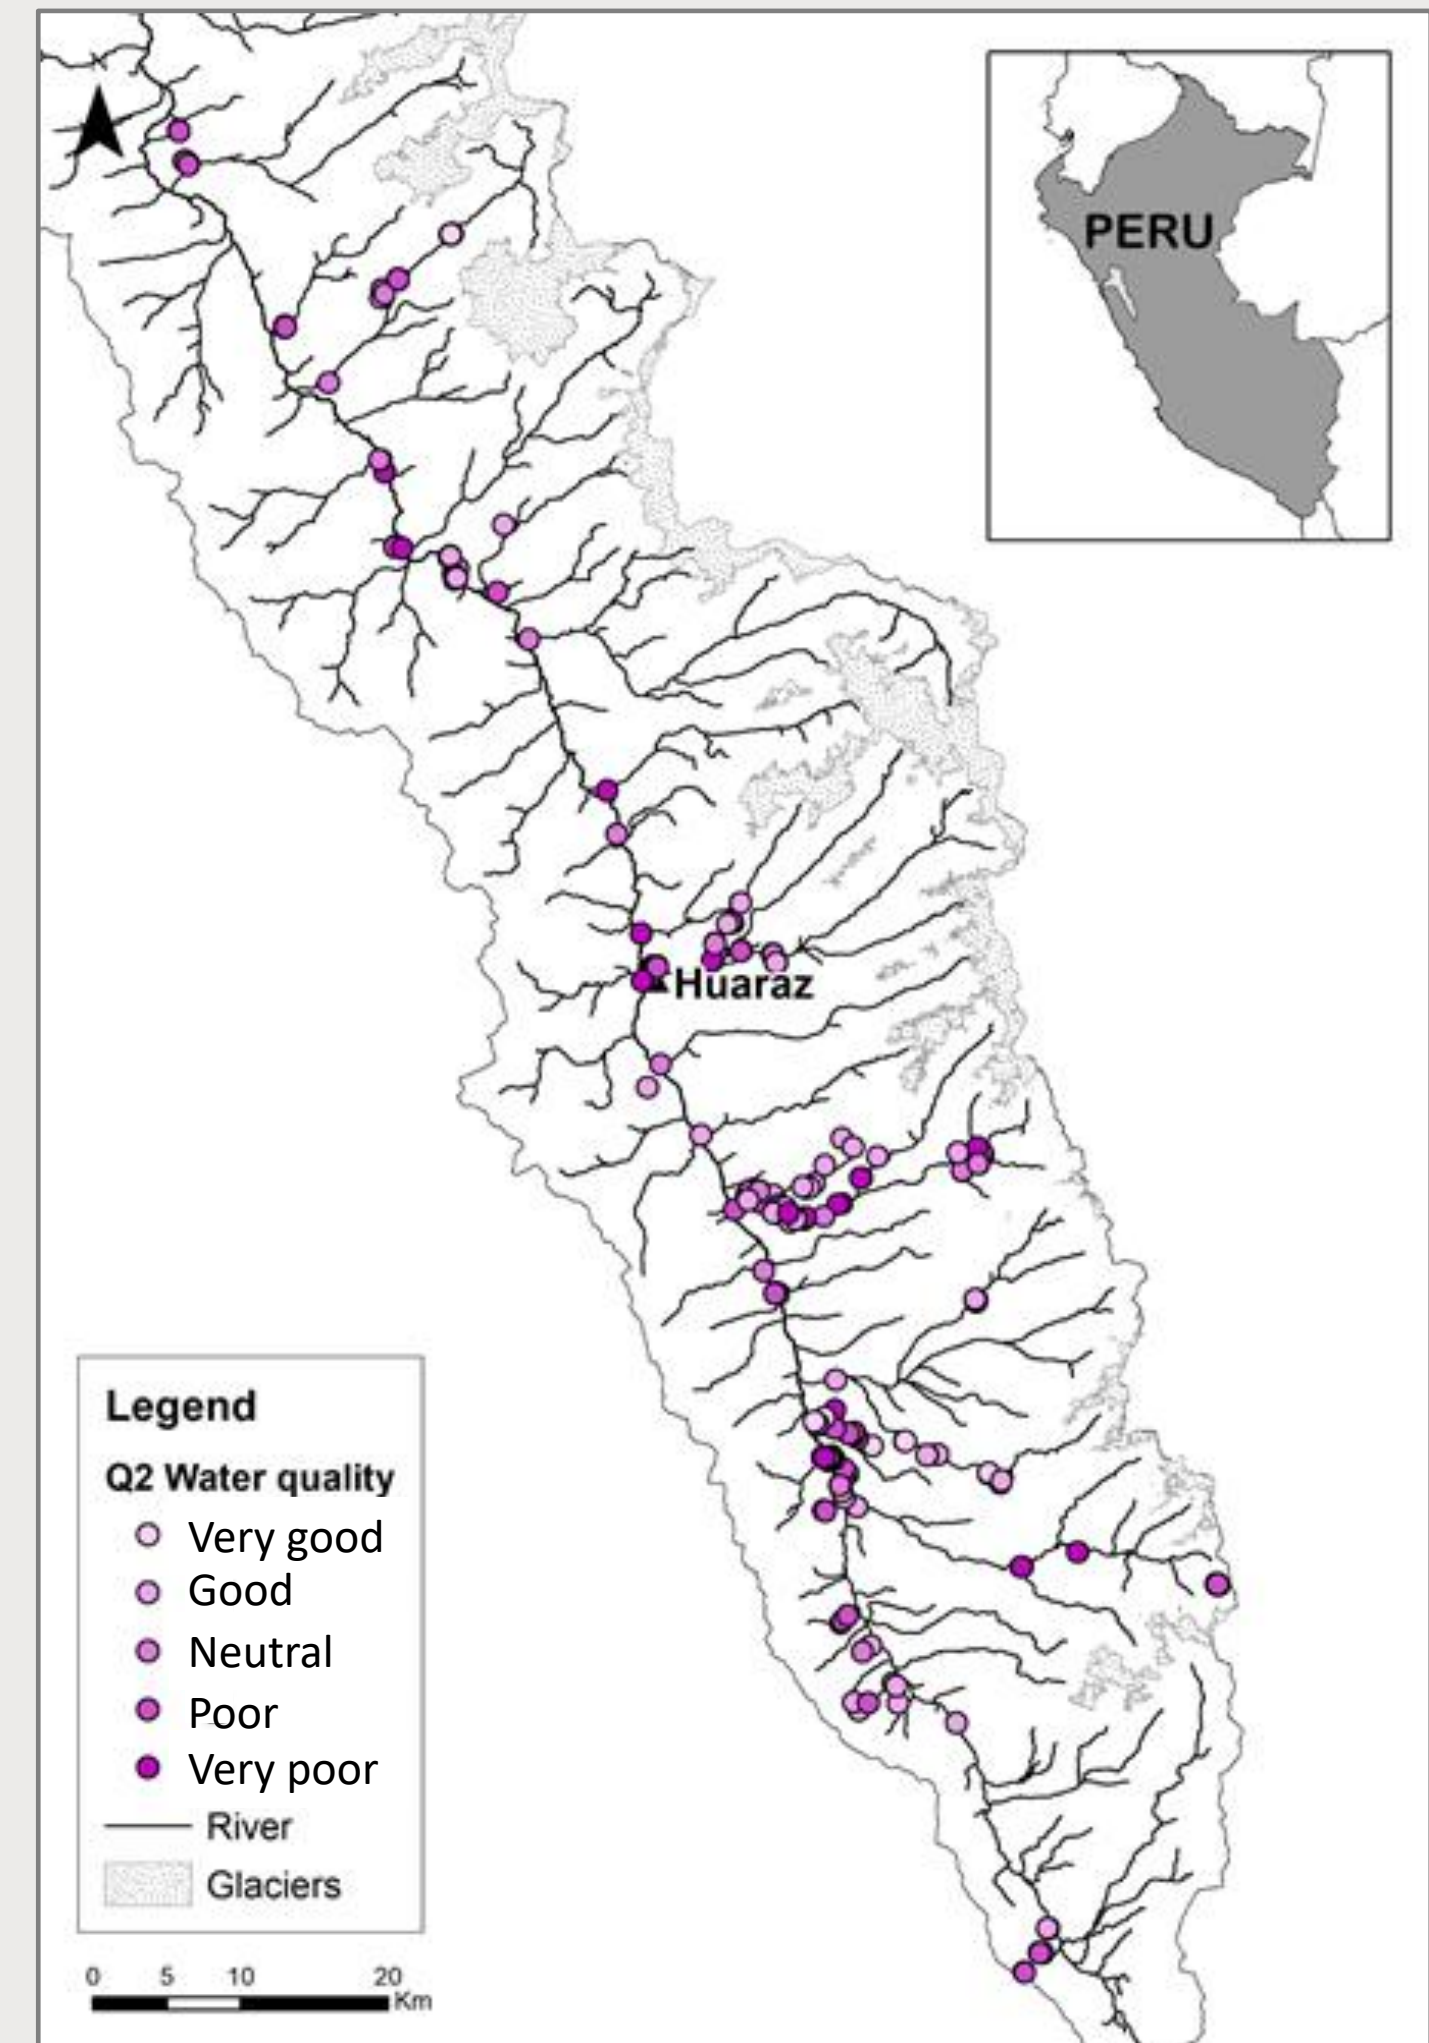 PERU
Huaraz
Legend
Q2 Water quality
Very good
Good
Neutral
Poor
Very poor
River
Glaciers
0 5 10 20
Km